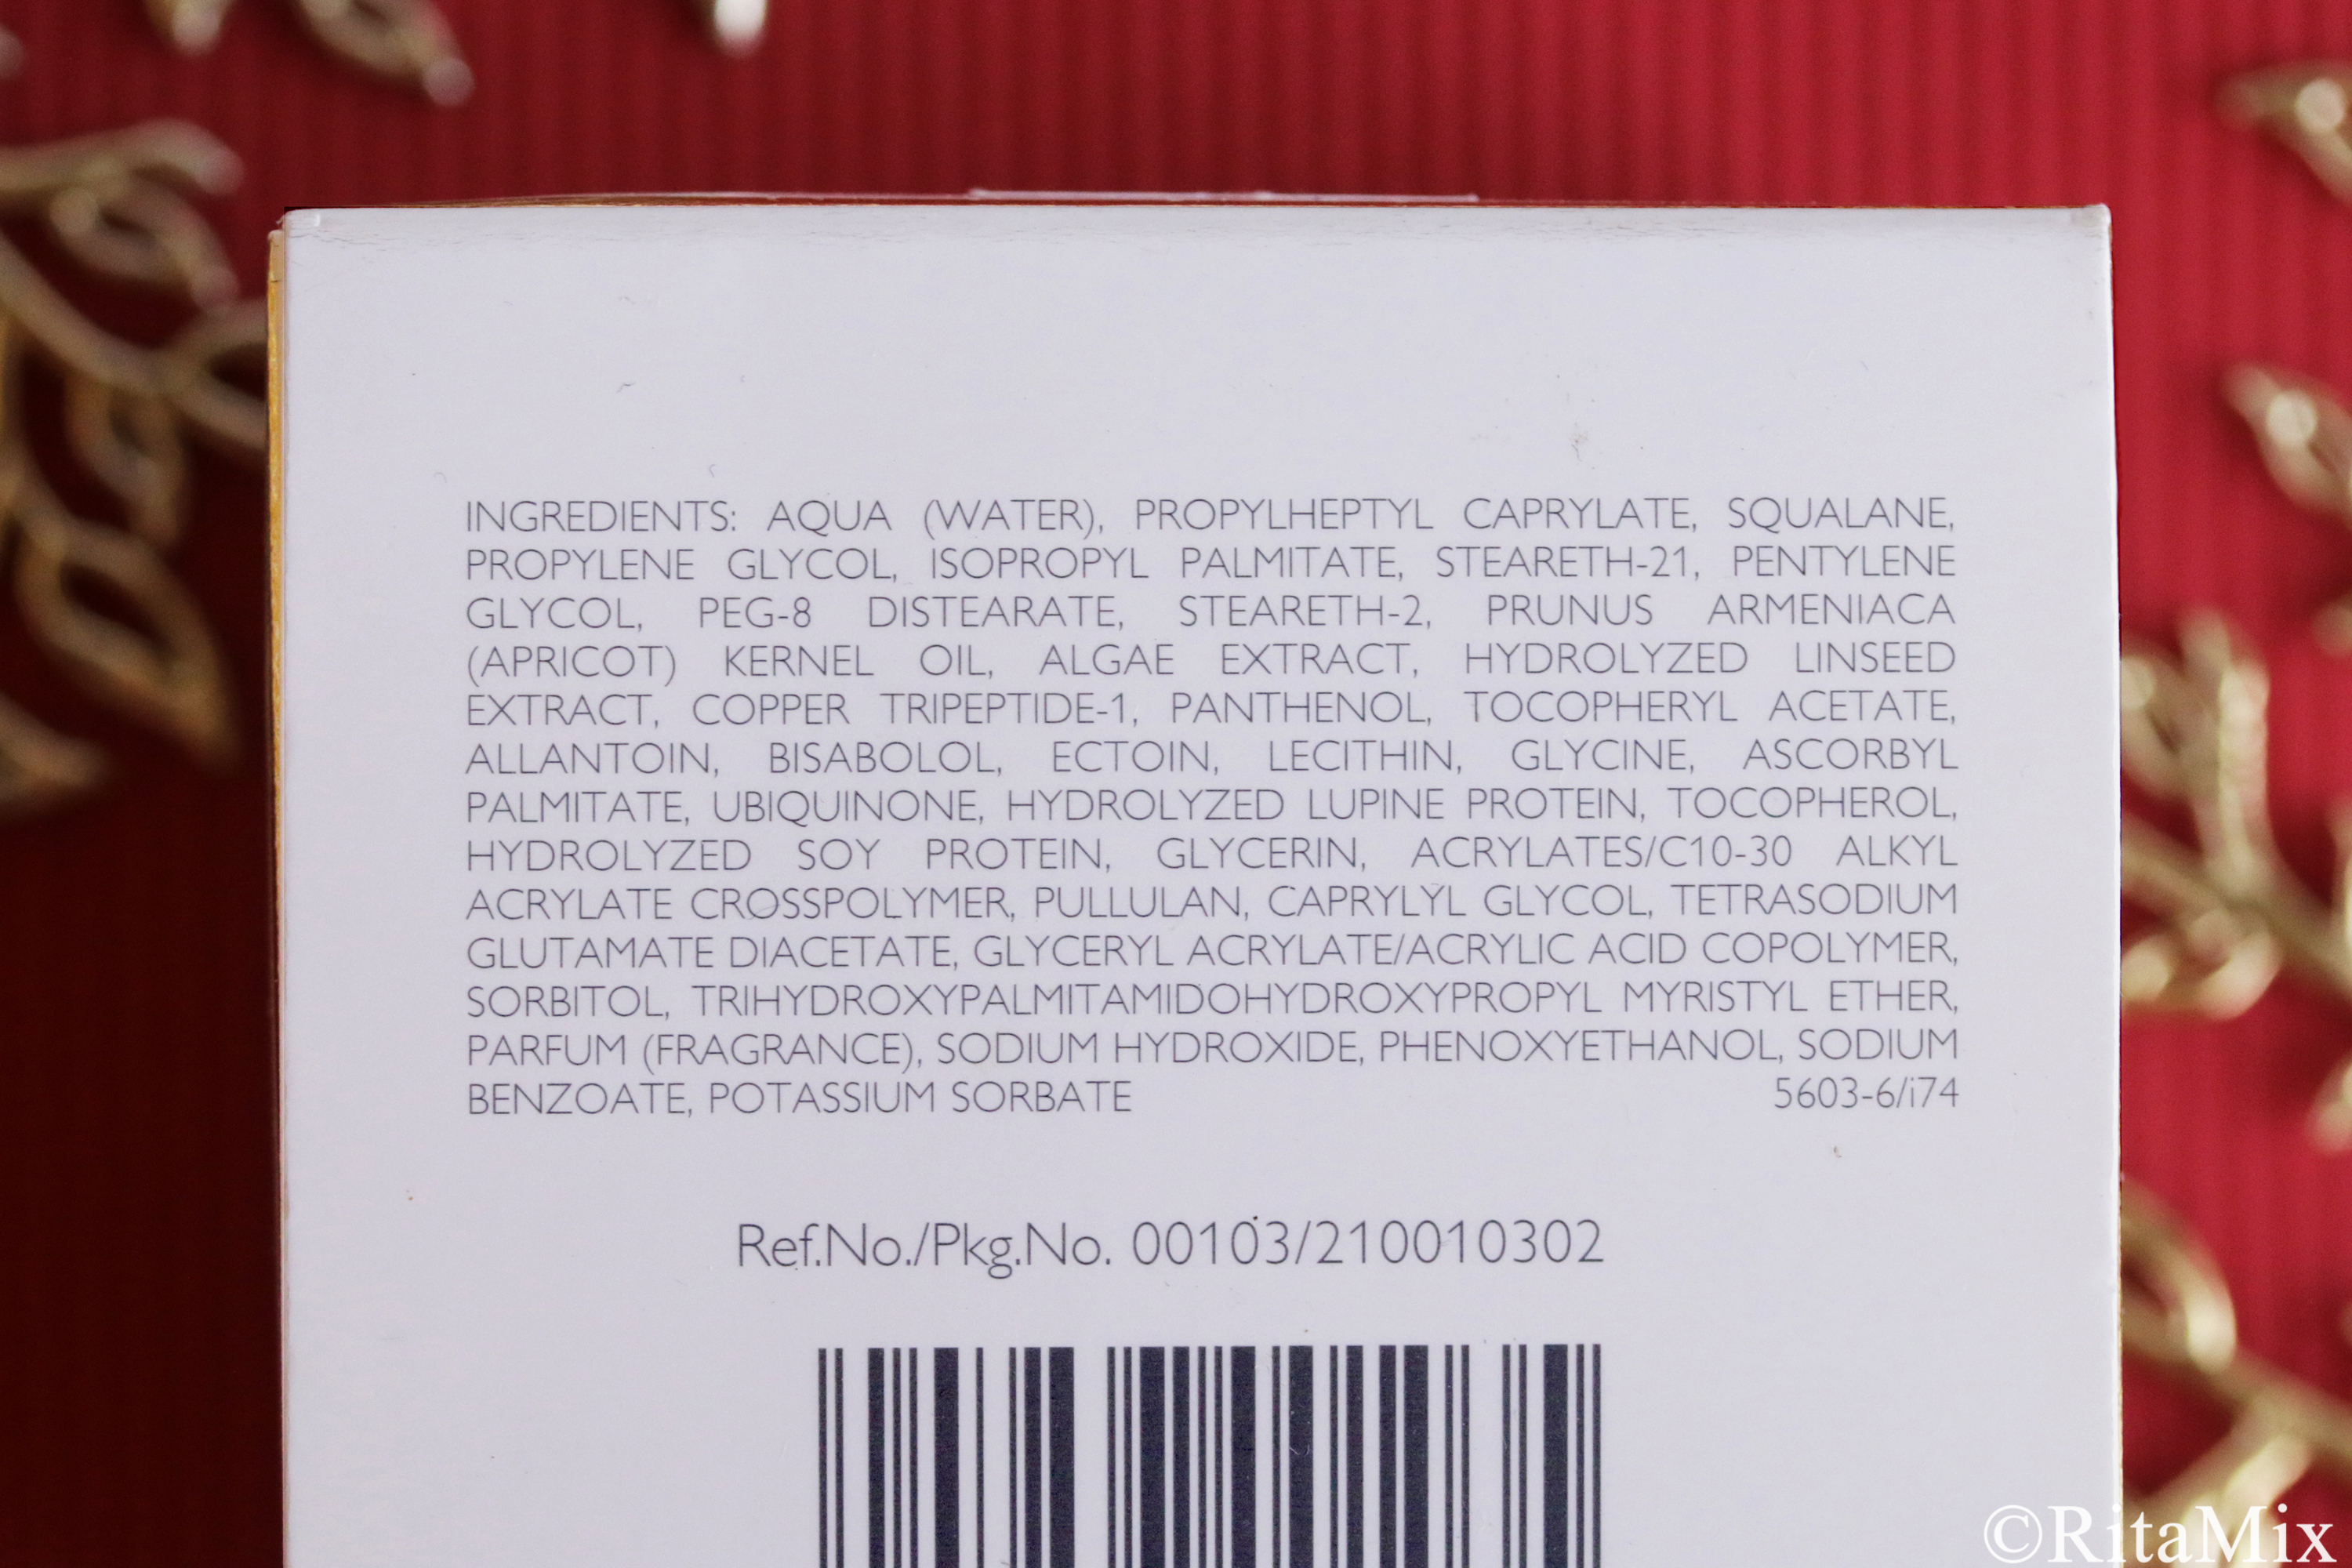 INGREDIENTS: AQUA (WATER), PROPYLHEPTYL CAPRYLATE, SQUALANE,
PROPYLENE GLYCOL, ISOPROPYL PALMITATE, STEARETH-21, PENTYLENE
GLYCOL, PEG-8 DISTEARATE, STEARETH-2, PRUNUS ARMENIACA
(APRICOT) KERNEL OIL, ALGAE EXTRACT, HYDROLYZED LINSEED
EXTRACT, COPPER TRIPEPTIDE-1, PANTHENOL, TOCOPHERYL ACETATE,
ALLANTOIN, BISABOLOL, ECTOIN, LECITHIN, GLYCINE, ASCORBYL
PALMITATE, UBIQUINONE, HYDROLYZED LUPINE PROTEIN, TOCOPHEROL,
HYDROLYZED SOY PROTEIN, GLYCERIN, ACRYLATES/C10-30 ALKYL
ACRYLATE CROSSPOLYMER, PULLULAN, CAPRYLYL GLYCOL, TETRASODIUM
GLUTAMATE DIACETATE, GLYCERYL ACRYLATE/ACRYLIC ACID COPOLYMER,
SORBITOL, TRIHYDROXYPALMITAMIDOHYDROXYPROPYL MYRISTYL ETHER,
PARFUM (FRAGRANCE), SODIUM HYDROXIDE, PHENOXYETHANOL, SODIUM
BENZOATE, POTASSIUM SORBATE 5603-6/i74
Ref.No./Pkg.No. 00103/210010302
©RitaMix